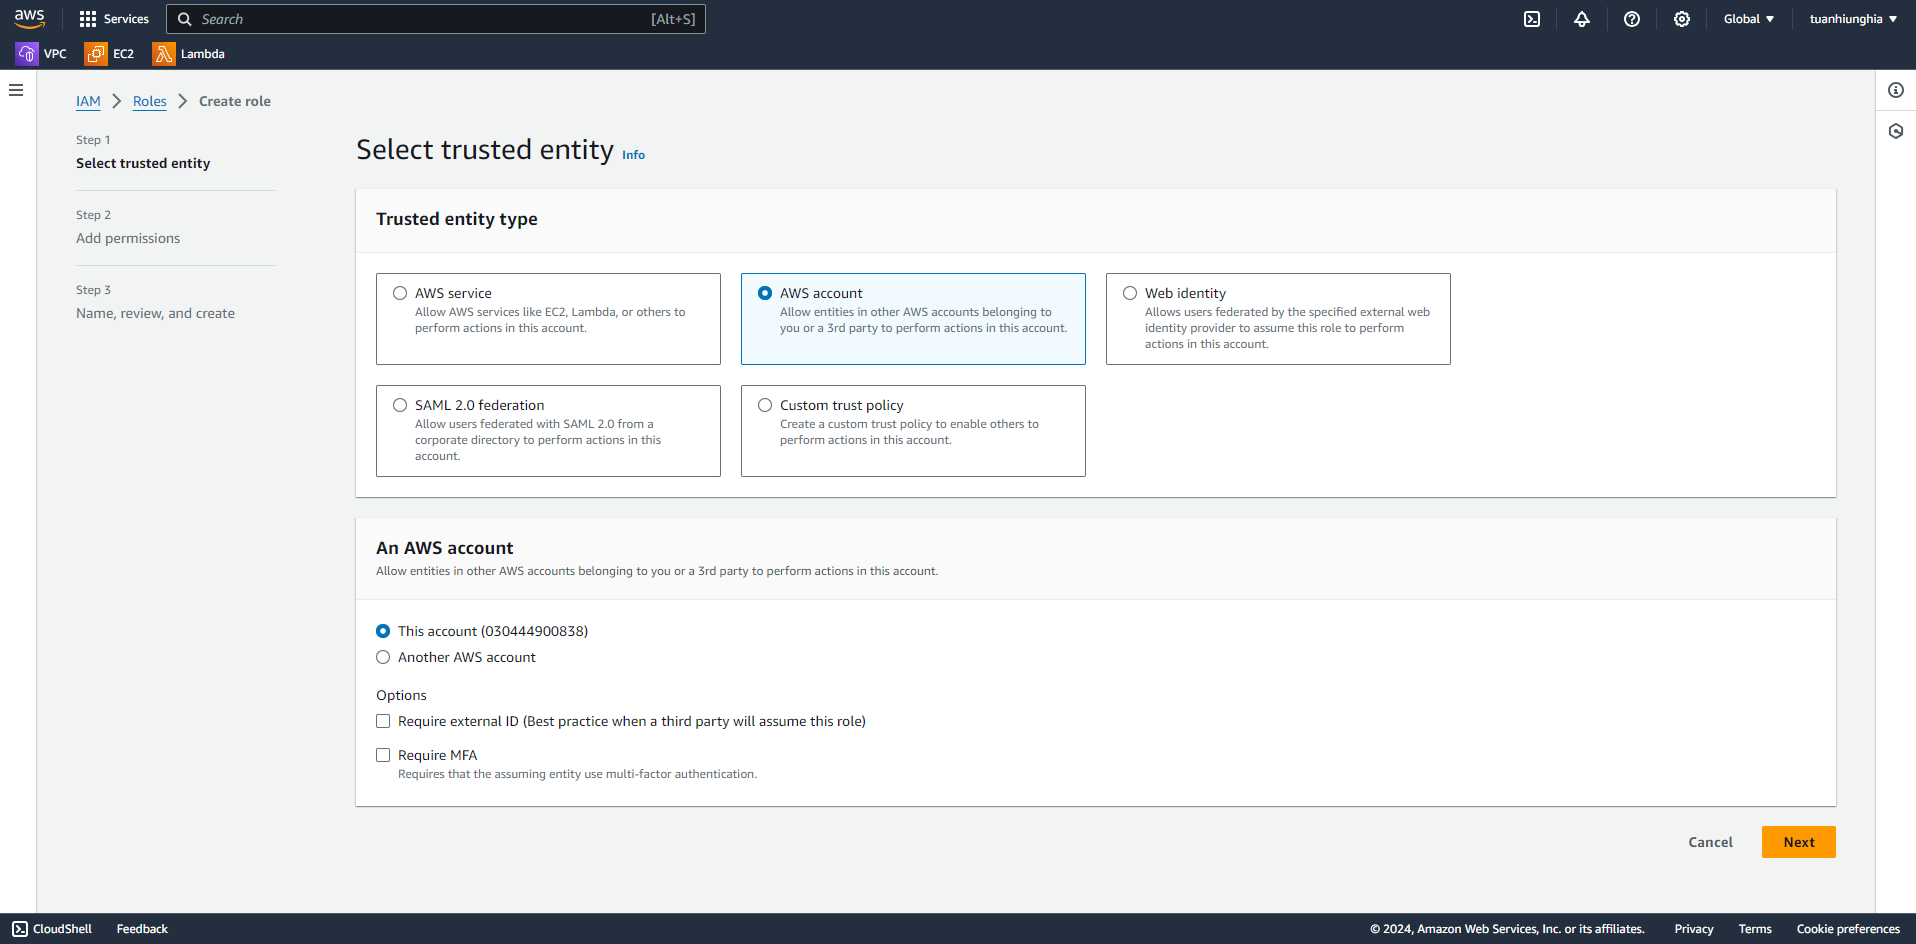 aws
Services
Search
[Alt+S]
Global
tuanhiunghia
VPC
EC2
Lambda
IAM
Roles
Create role
Step 1
Select trusted entity
Step 2
Add permissions
Step 3
Name, review, and create
Select trusted entity Info
Trusted entity type
AWS service
Allow AWS services like EC2, Lambda, or others to
perform actions in this account.
AWS account
Allow entities in other AWS accounts belonging to
you or a 3rd party to perform actions in this account.
Web identity
Allows users federated by the specified external web
identity provider to assume this role to perform
actions in this account.
SAML 2.0 federation
Allow users federated with SAML 2.0 from a
corporate directory to perform actions in this
account.
Custom trust policy
Create a custom trust policy to enable others to
perform actions in this account.
An AWS account
Allow entities in other AWS accounts belonging to you or a 3rd party to perform actions in this account.
This account (030444900838)
Another AWS account
Options
Require external ID (Best practice when a third party will assume this role)
Require MFA
Requires that the assuming entity use multi-factor authentication.
Cancel
Next
CloudShell
Feedback
© 2024, Amazon Web Services, Inc. or its affiliates.
Privacy
Terms
Cookie preferences